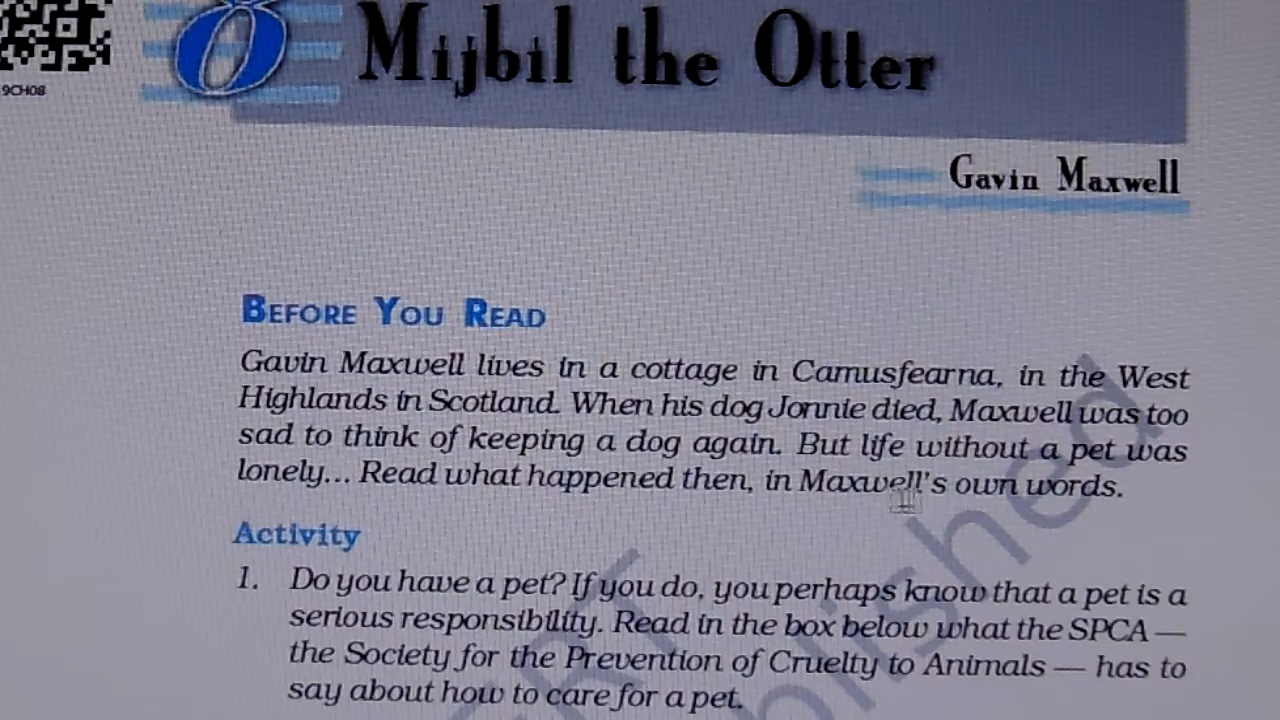 9CH08
8 Mijbil the Otter
Gavin Maxwell
BEFORE YOU READ
Gavin Maxwell lives in a cottage in Camusfearna, in the West
Highlands in Scotland. When his dog Jonnie died, Maxwell was too
sad to think of keeping a dog again. But life without a pet was
lonely... Read what happened then, in Maxwell's own words.
Activity
1. Do you have a pet? If you do, you perhaps know that a pet is a
serious responsibility. Read in the box below what the SPCA —
the Society for the Prevention of Cruelty to Animals — has to
say about how to care for a pet.